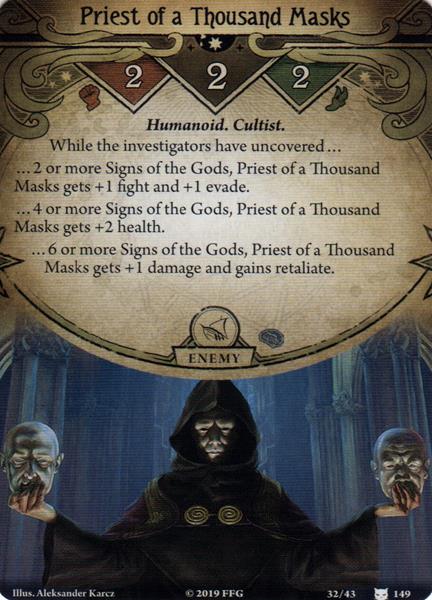 Priest of a Thousand Masks
2 2 2
Humanoid. Cultist.
While the investigators have uncovered...
...2 or more Signs of the Gods, Priest of a Thousand
Masks gets +1 fight and +1 evade.
...4 or more Signs of the Gods, Priest of a Thousand
Masks gets +2 health.
...6 or more Signs of the Gods, Priest of a Thousand
Masks gets +1 damage and gains retaliate.
ENEMY
Illus. Aleksander Karcz © 2019 FFG 32/43 149